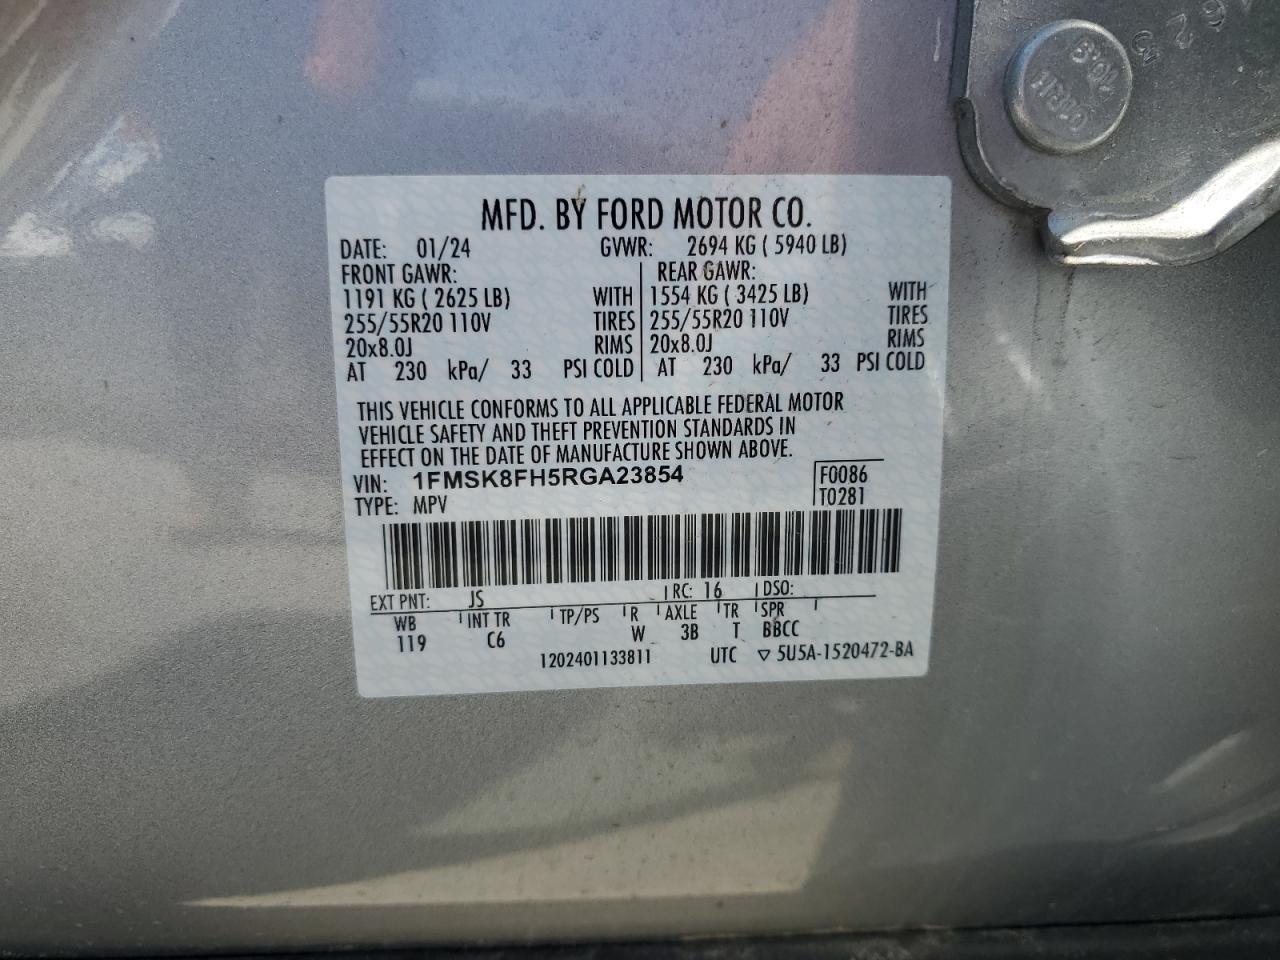 MFD. BY FORD MOTOR CO.
DATE: 01/24 GVWR: 2694 KG ( 5940 LB)
FRONT GAWR: REAR GAWR:
1191 KG ( 2625 LB) WITH 1554 KG ( 3425 LB) WITH
255/55R20 110V TIRES 255/55R20 110V TIRES
20x8.0J RIMS 20x8.0J RIMS
AT 230 kPa/ 33 PSI COLD AT 230 kPa/ 33 PSI COLD
THIS VEHICLE CONFORMS TO ALL APPLICABLE FEDERAL MOTOR
VEHICLE SAFETY AND THEFT PREVENTION STANDARDS IN
EFFECT ON THE DATE OF MANUFACTURE SHOWN ABOVE.
VIN: 1FMSK8FH5RGA23854 F0086
TYPE: MPV T0281
EXT PNT: JS RC: 16 DSO:
WB INT TR TP/PS R AXLE TR SPR
119 C6 W 3B T BBCC
1202401133811 UTC ▽ 5U5A-1520472-BA